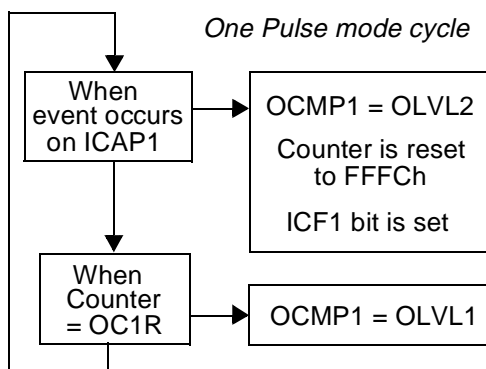 One Pulse mode cycle
When
event occurs
on ICAP1
OCMP1 = OLVL2
Counter is reset
to FFFCh
ICF1 bit is set
When
Counter
= OC1R
OCMP1 = OLVL1